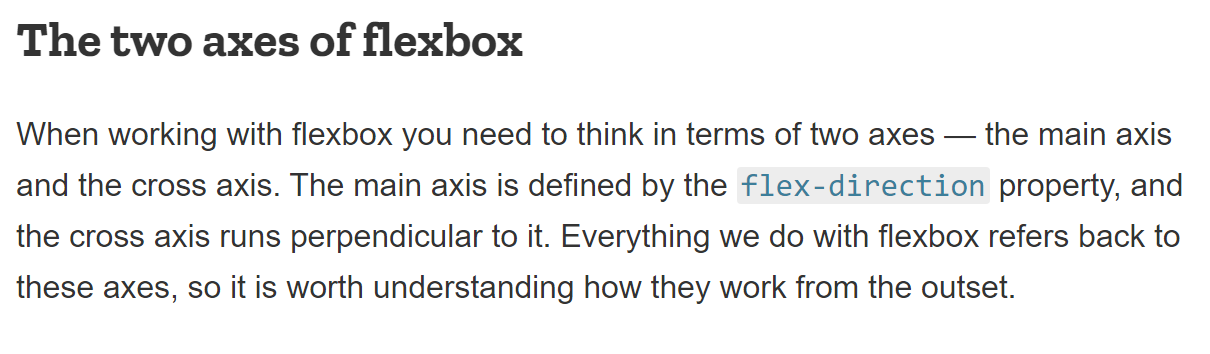 The two axes of flexbox
When working with flexbox you need to think in terms of two axes — the main axis
and the cross axis. The main axis is defined by the flex-direction property, and
the cross axis runs perpendicular to it. Everything we do with flexbox refers back to
these axes, so it is worth understanding how they work from the outset.